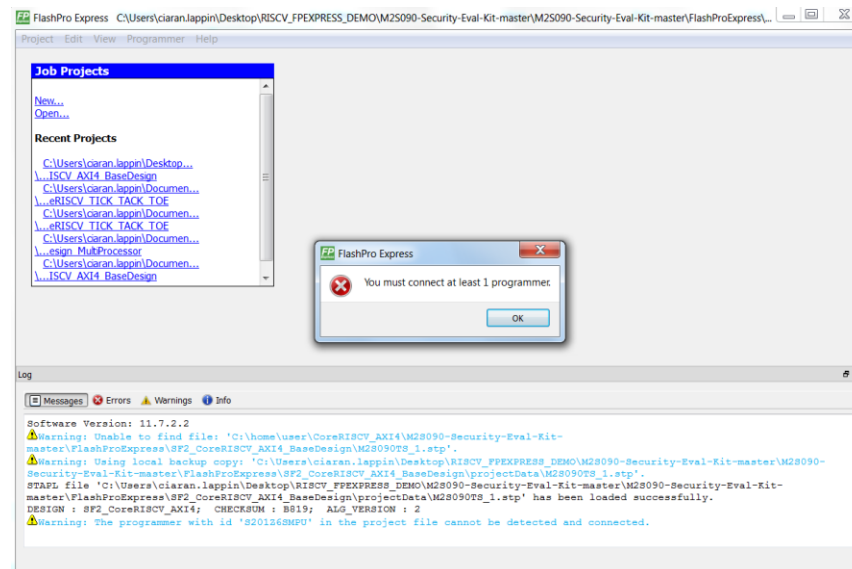 FlashPro Express C:\Users\ciaran.lappin\Desktop\RISCV_FPEXPRESS_DEMO\M2S090-Security-Eval-Kit-master\M2S090-Security-Eval-Kit-master\FlashProExpress\...
Project Edit View Programmer Help
Job Projects
New...
Open...
Recent Projects
C:\Users\ciaran.lappin\Desktop...
\...ISCV_AXI4_BaseDesign
C:\Users\ciaran.lappin\Documen...
\...eRISCV_TICK_TACK_TOE
C:\Users\ciaran.lappin\Documen...
\...eRISCV_TICK_TACK_TOE
C:\Users\ciaran.lappin\Documen...
\...esign_MultiProcessor
C:\Users\ciaran.lappin\Documen...
\...ISCV_AXI4_BaseDesign
FP FlashPro Express
You must connect at least 1 programmer.
OK
Log
Messages Errors Warnings Info
Software Version: 11.7.2.2
Warning: Unable to find file: 'C:\home\user\CoreRISCV_AXI4\M2S090-Security-Eval-Kit-
master\FlashProExpress\SF2_CoreRISCV_AXI4_BaseDesign\M2S090TS_1.stp'.
Warning: Using local backup copy: 'C:\Users\ciaran.lappin\Desktop\RISCV_FPEXPRESS_DEMO\M2S090-Security-Eval-Kit-master\M2S090-
Security-Eval-Kit-master\FlashProExpress\SF2_CoreRISCV_AXI4_BaseDesign\projectData\M2S090TS_1.stp'.
STAPL file 'C:\Users\ciaran.lappin\Desktop\RISCV_FPEXPRESS_DEMO\M2S090-Security-Eval-Kit-master\M2S090-Security-Eval-Kit-
master\FlashProExpress\SF2_CoreRISCV_AXI4_BaseDesign\projectData\M2S090TS_1.stp' has been loaded successfully.
DESIGN : SF2_CoreRISCV_AXI4; CHECKSUM : B819; ALG_VERSION : 2
Warning: The programmer with id 'S201Z6SMPU' in the project file cannot be detected and connected.